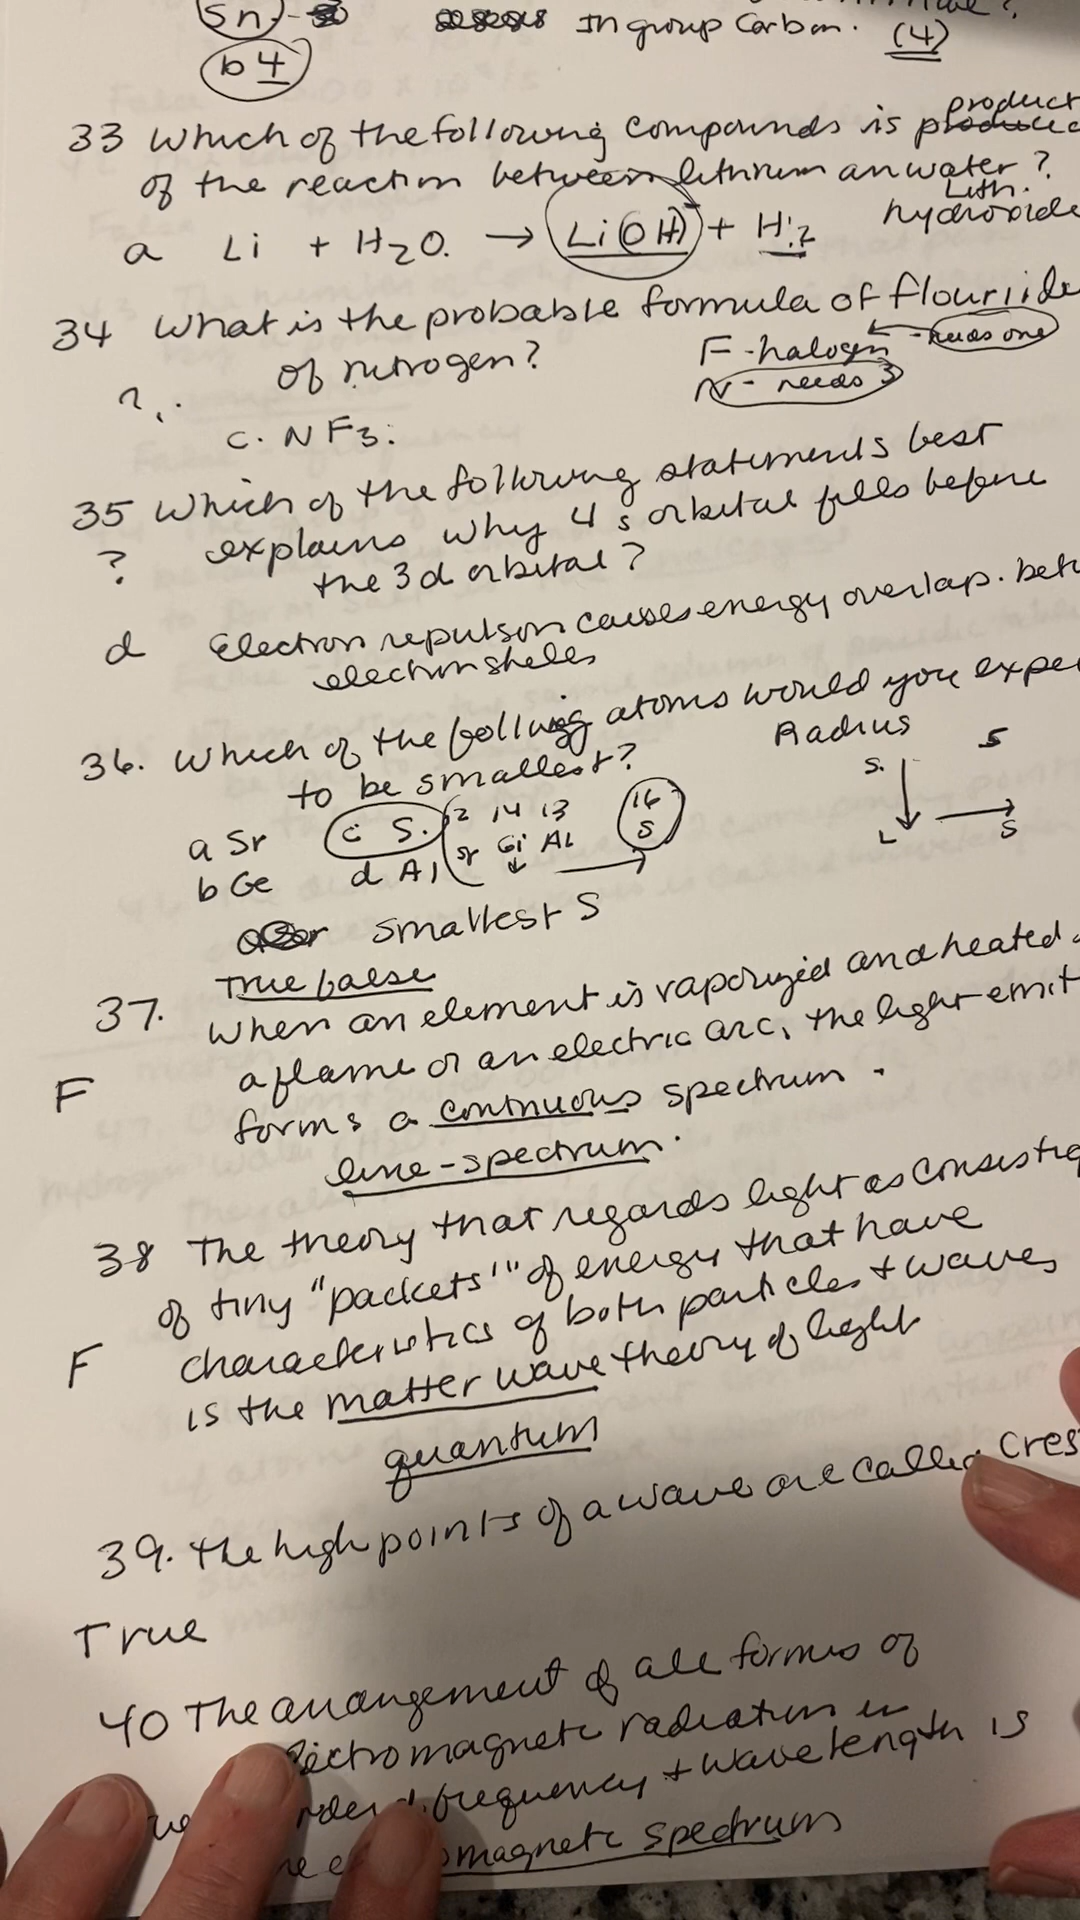 Sn.
In group Carbon. (4)
b 4
33 Which of the following compounds is product
of the reaction between lithium an water?
Lith.
hydroxide
a Li + H2O. → Li(OH) + H2
34 What is the probable formula of flouriide
of nitrogen?
F-halogen - needs one
N - needs 3
?.
C. NF3.
35 Which of the following statements best
explains why 4s orbital fills before
the 3d orbital?
?
d Electron repulson causes energy overlap. bet
electron shells
36. Which of the following atoms would you expe
to be smallest?
Radius
S. S
L S
a Sr c S. 2 14 13 16
b Ge d Al Sr Gi Al S
smallest S
True false
37. When an element is vaporized and heated
a flame or an electric arc, the light emit
F
forms a continuous spectrum.
line-spectrum.
38 The theory that regards light as consistig
of tiny "packets'" of energy that have
F characteristics of both particles + waves
is the matter wave theory of light
quantum
39. The high points of a wave are called cres
True
40 The arrangement of all forms of
ectromagnetic radiation in
frequency + wavelength is
magnetic spectrum